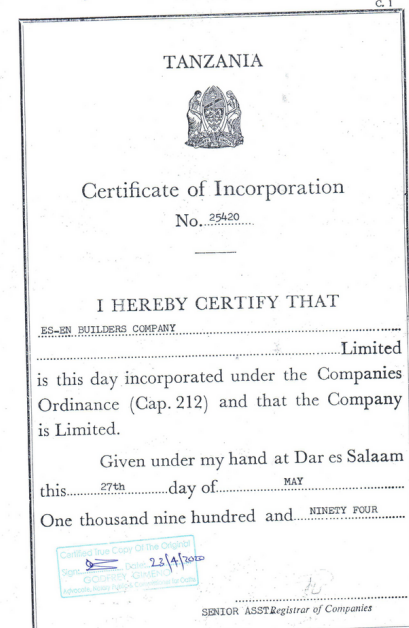 C. 1
TANZANIA
Certificate of Incorporation
No. 25420
I HEREBY CERTIFY THAT
ES-EN BUILDERS COMPANY
Limited
is this day incorporated under the Companies
Ordinance (Cap. 212) and that the Company
is Limited.
Given under my hand at Dar es Salaam
this 27th day of MAY
One thousand nine hundred and NINETY FOUR
Certified True Copy Of The Original
Date: 23/4/2020
SENIOR ASST Registrar of Companies